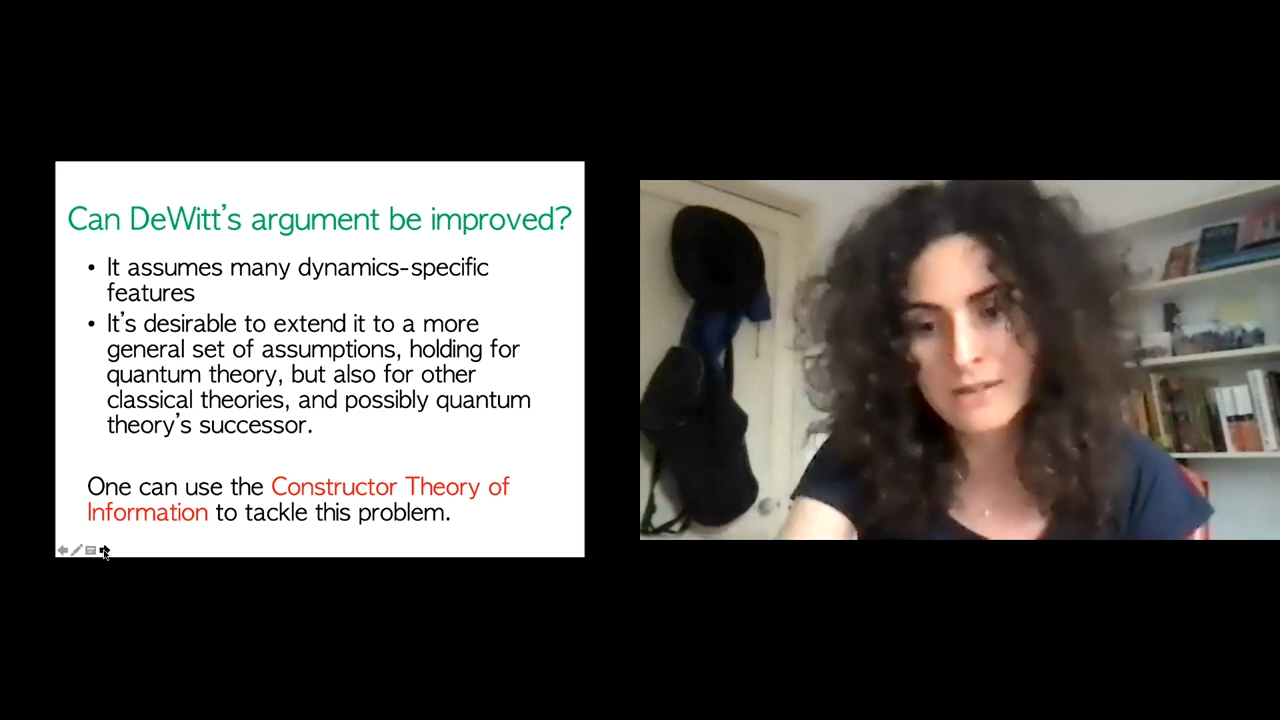 Can DeWitt's argument be improved?
• It assumes many dynamics-specific
features
• It's desirable to extend it to a more
general set of assumptions, holding for
quantum theory, but also for other
classical theories, and possibly quantum
theory's successor.
One can use the Constructor Theory of
Information to tackle this problem.